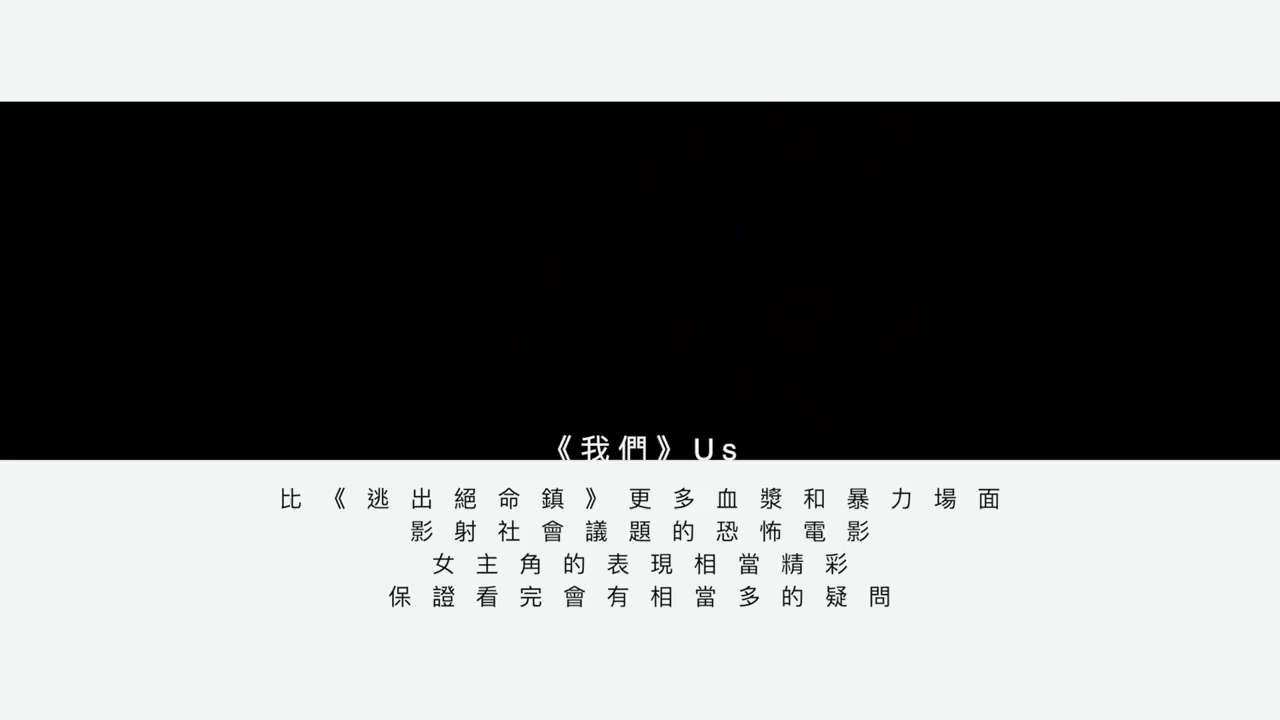 《我們》Us
比《逃出絕命鎮》更多血漿和暴力場面
影射社會議題的恐怖電影
女主角的表現相當精彩
保證看完會有相當多的疑問